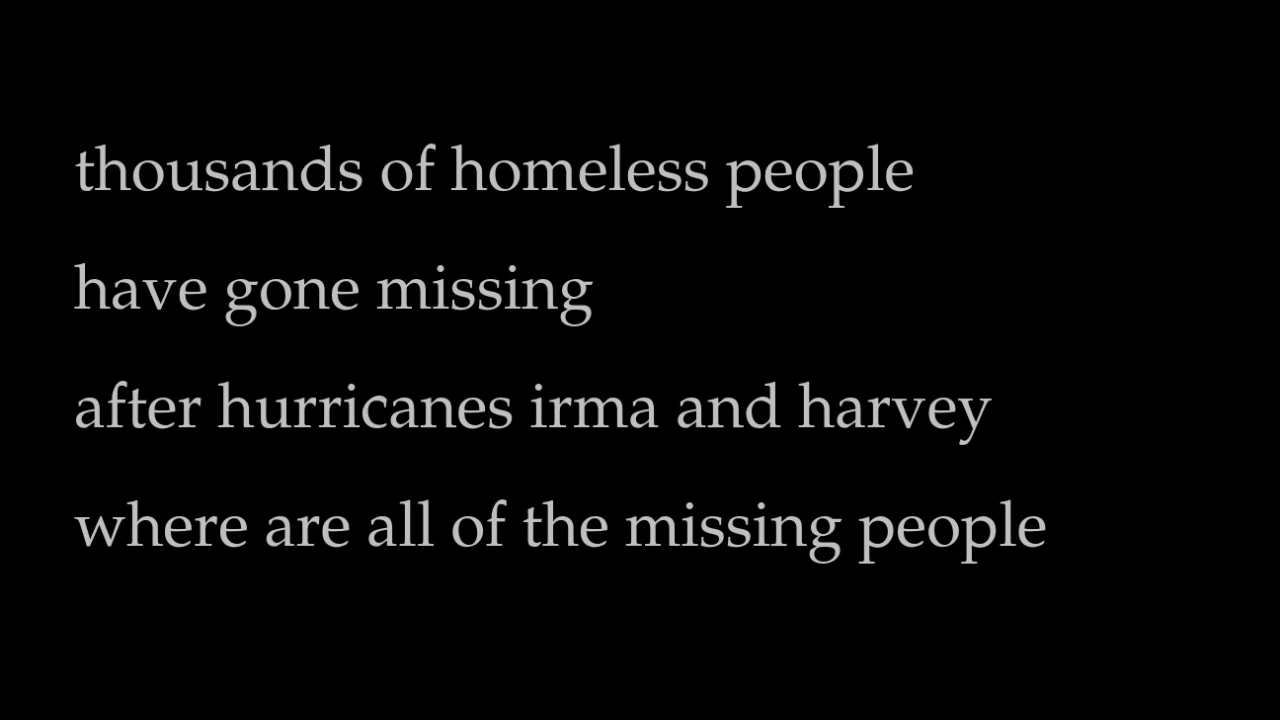 thousands of homeless people
have gone missing
after hurricanes irma and harvey
where are all of the missing people